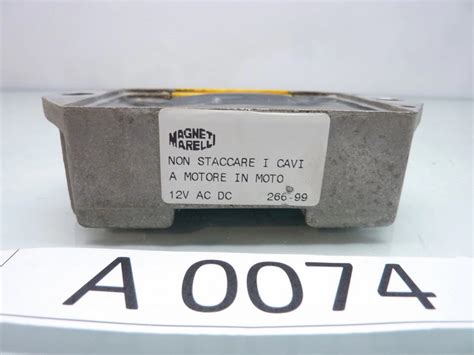 MAGNETI
MARELLI
NON STACCARE I CAVI
A MOTORE IN MOTO
12V AC DC 266-99
A 0074